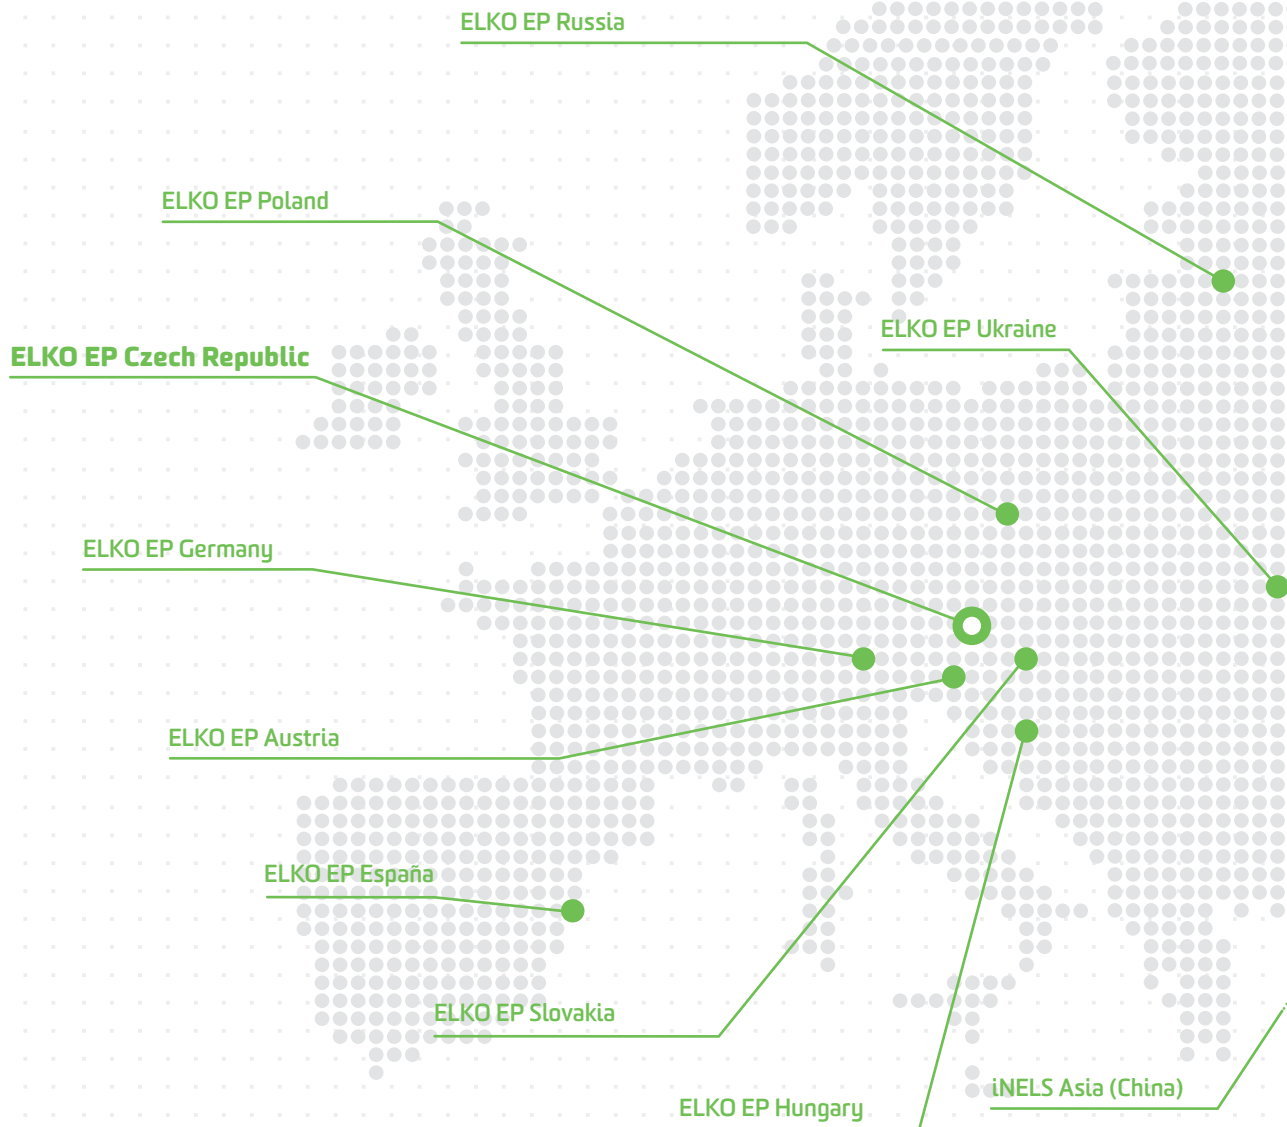 ELKO EP Russia
ELKO EP Poland
ELKO EP Ukraine
ELKO EP Czech Republic
ELKO EP Germany
ELKO EP Austria
ELKO EP España
ELKO EP Slovakia
iNELS Asia (China)
ELKO EP Hungary